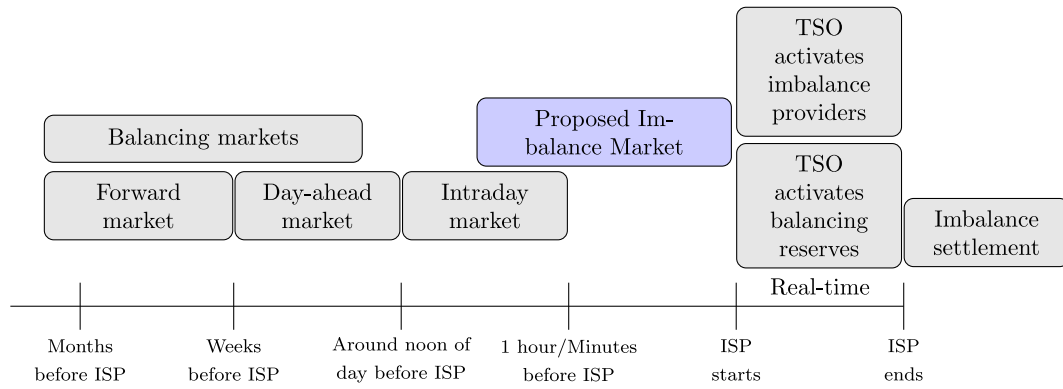 TSO
activates
imbalance
providers
Proposed Im-
balance Market
Balancing markets
TSO
activates
balancing
reserves
Forward
market
Day-ahead
market
Intraday
market
Imbalance
settlement
Real-time
Months
before ISP
Weeks
before ISP
Around noon of
day before ISP
1 hour/Minutes
before ISP
ISP
starts
ISP
ends